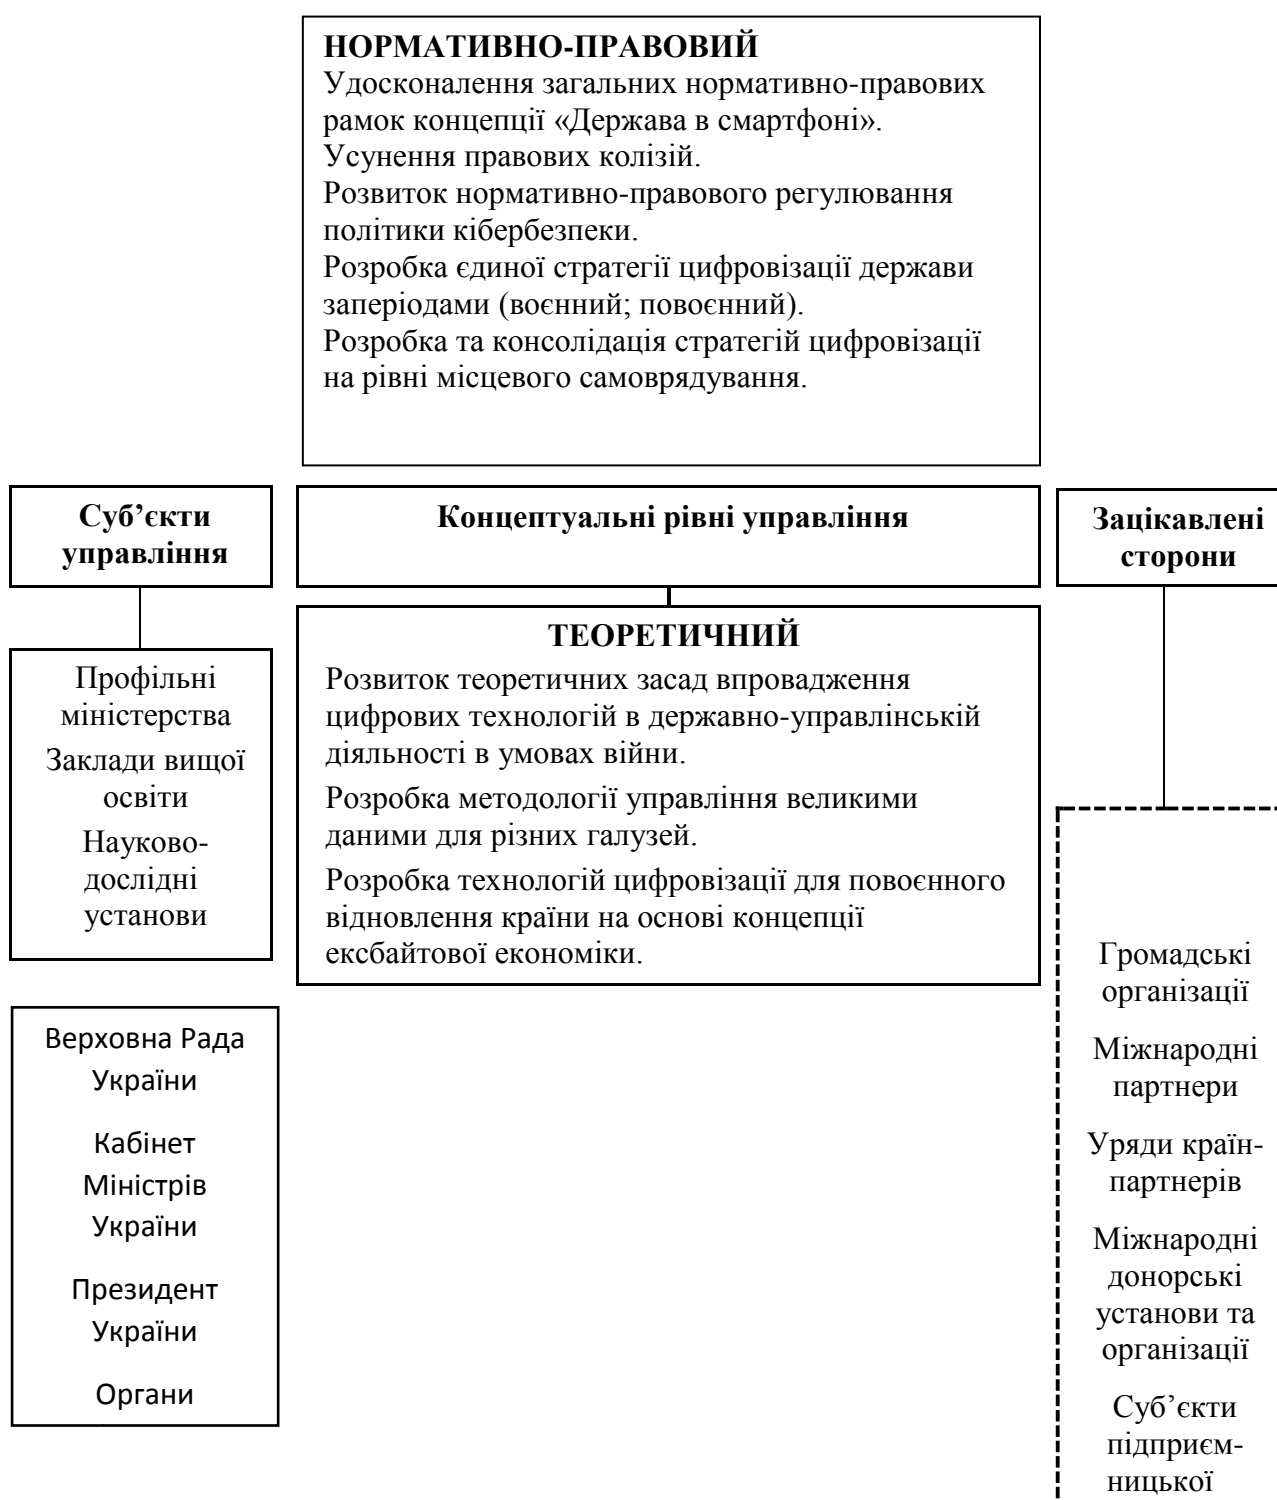 НОРМАТИВНО-ПРАВОВИЙ
Удосконалення загальних нормативно-правових
рамок концепції «Держава в смартфоні».
Усунення правових колізій.
Розвиток нормативно-правового регулювання
політики кібербезпеки.
Розробка єдиної стратегії цифровізації держави
заперіодами (воєнний; повоєнний).
Розробка та консолідація стратегій цифровізації
на рівні місцевого самоврядування.
Суб’єкти
управління
Концептуальні рівні управління
Зацікавлені
сторони
Профільні
міністерства
Заклади вищої
освіти
Науково-
дослідні
установи
ТЕОРЕТИЧНИЙ
Розвиток теоретичних засад впровадження
цифрових технологій в державно-управлінській
діяльності в умовах війни.
Розробка методології управління великими
даними для різних галузей.
Розробка технологій цифровізації для повоєнного
відновлення країни на основі концепції
ексбайтової економіки.
Верховна Рада
України
Кабінет
Міністрів
України
Президент
України
Органи
Громадські
організації
Міжнародні
партнери
Уряди країн-
партнерів
Міжнародні
донорські
установи та
організації
Суб’єкти
підприєм-
ницької